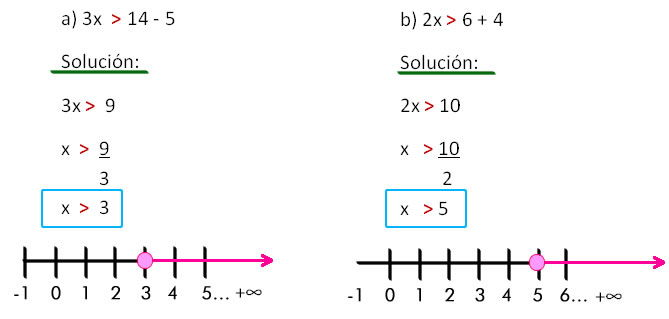 a) 3x > 14 - 5
Solución:
3x > 9
x > 9
3
x > 3
-1 0 1 2 3 4 5... +∞
b) 2x > 6 + 4
Solución:
2x > 10
x > 10
2
x > 5
-1 0 1 2 3 4 5 6... +∞